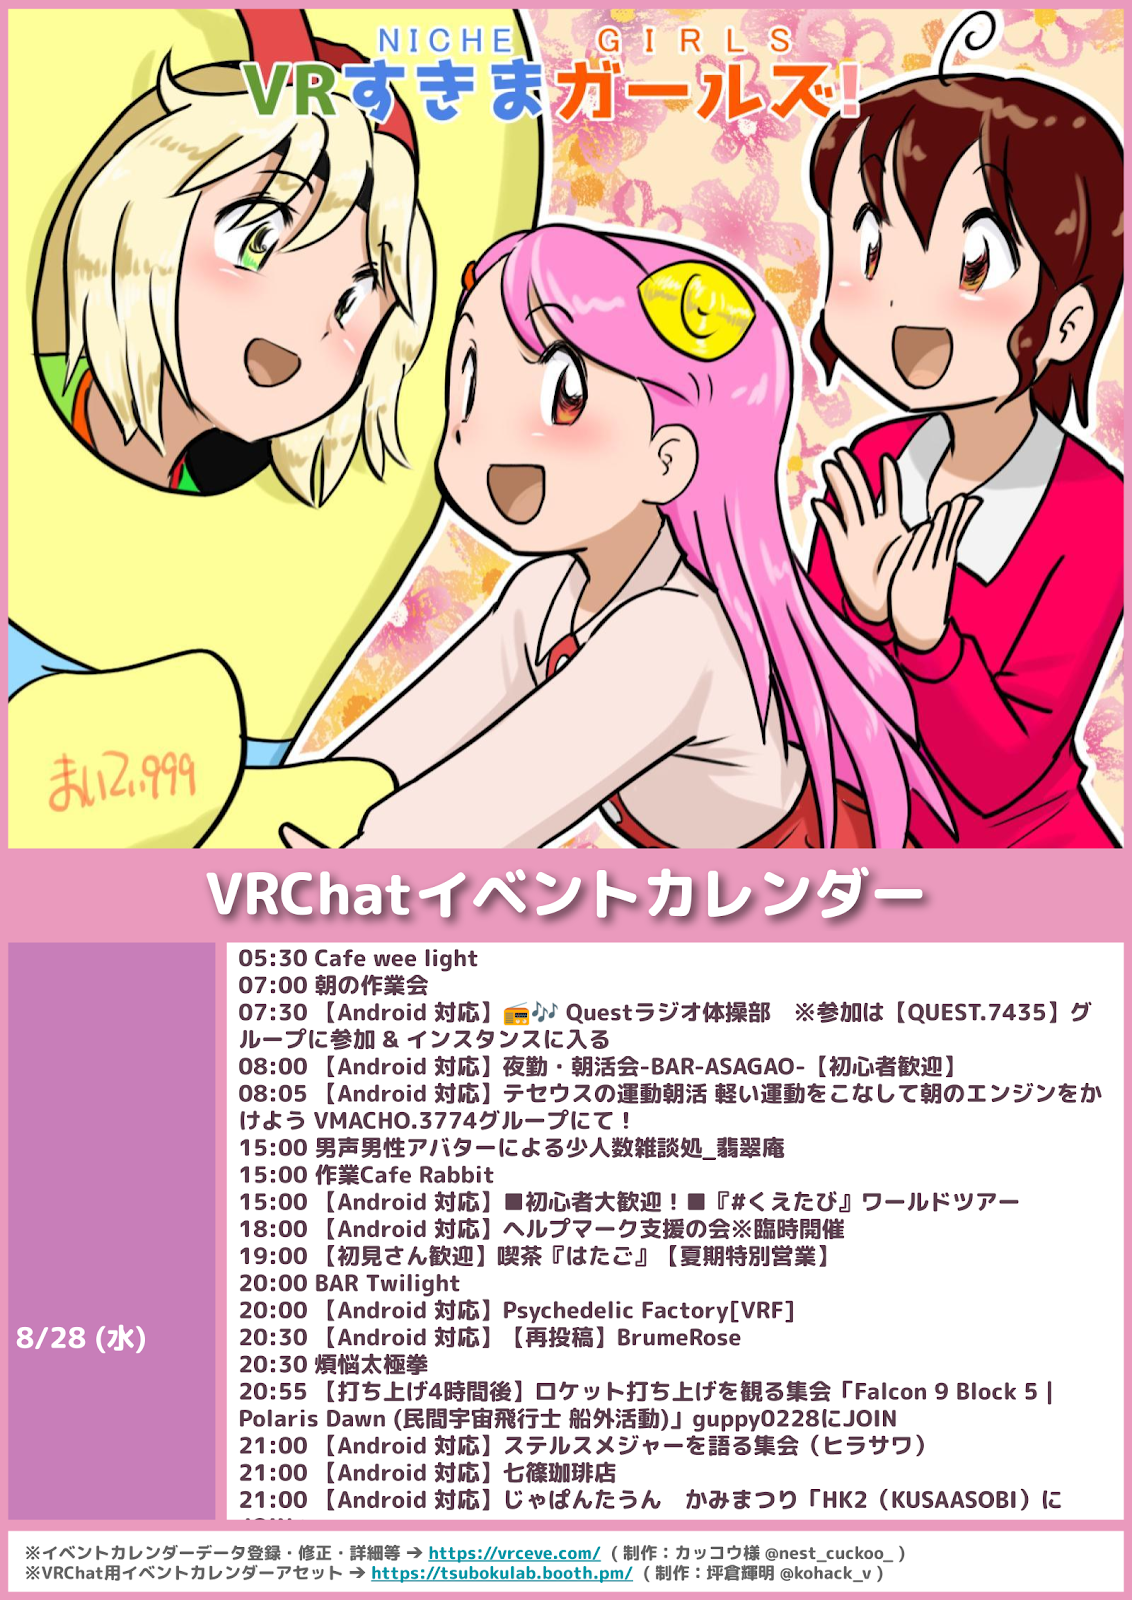 NICHE GIRLS
VRすきまガールズ!
まいてぃ999
VRChatイベントカレンダー
8/28 (水)
05:30 Cafe wee light
07:00 朝の作業会
07:30 【Android 対応】📻🎶 Questラジオ体操部　※参加は【QUEST.7435】グ
ループに参加 & インスタンスに入る
08:00 【Android 対応】夜勤・朝活会-BAR-ASAGAO-【初心者歓迎】
08:05 【Android 対応】テセウスの運動朝活 軽い運動をこなして朝のエンジンをか
けよう VMACHO.3774グループにて！
15:00 男声男性アバターによる少人数雑談処_翡翠庵
15:00 作業Cafe Rabbit
15:00 【Android 対応】■初心者大歓迎！■『#くえたび』ワールドツアー
18:00 【Android 対応】ヘルプマーク支援の会※臨時開催
19:00 【初見さん歓迎】喫茶『はたご』【夏期特別営業】
20:00 BAR Twilight
20:00 【Android 対応】Psychedelic Factory[VRF]
20:30 【Android 対応】【再投稿】BrumeRose
20:30 煩悩太極拳
20:55 【打ち上げ4時間後】ロケット打ち上げを観る集会「Falcon 9 Block 5 |
Polaris Dawn (民間宇宙飛行士 船外活動)」guppy0228にJOIN
21:00 【Android 対応】ステルスメジャーを語る集会（ヒラサワ）
21:00 【Android 対応】七篠珈琲店
21:00 【Android 対応】じゃぱんたうん　かみまつり「HK2（KUSAASOBI）に
※イベントカレンダーデータ登録・修正・詳細等 ➔ https://vrceve.com/ ( 制作：カッコウ様 @nest_cuckoo_ )
※VRChat用イベントカレンダーアセット ➔ https://tsubokulab.booth.pm/ ( 制作：坪倉輝明 @kohack_v )